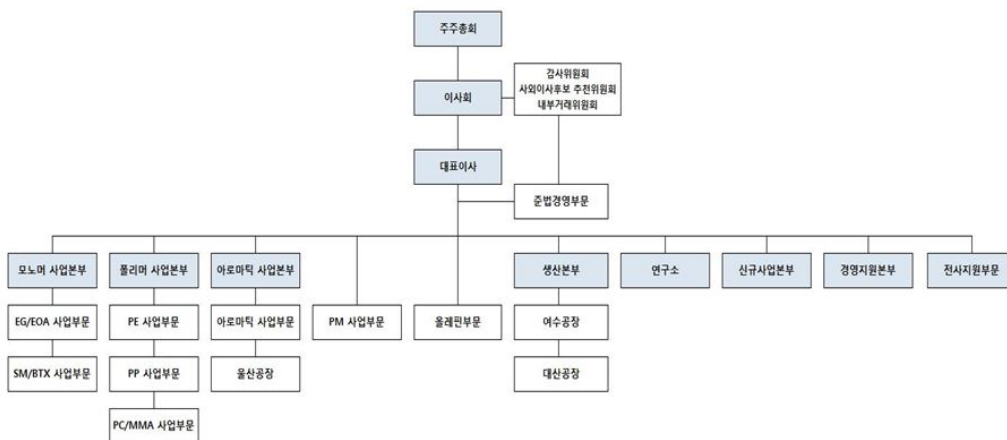 주주총회
이사회
감사위원회
사외이사후보 추천위원회
내부거래위원회
대표이사
준법경영부문
모노머 사업본부
폴리머 사업본부
아로마틱 사업본부
생산본부
연구소
신규사업본부
경영지원본부
전사지원부문
EG/EOA 사업부문
PE 사업부문
아로마틱 사업부문
PM 사업부문
올레핀부문
여수공장
SM/BTX 사업부문
PP 사업부문
울산공장
대산공장
PC/MMA 사업부문